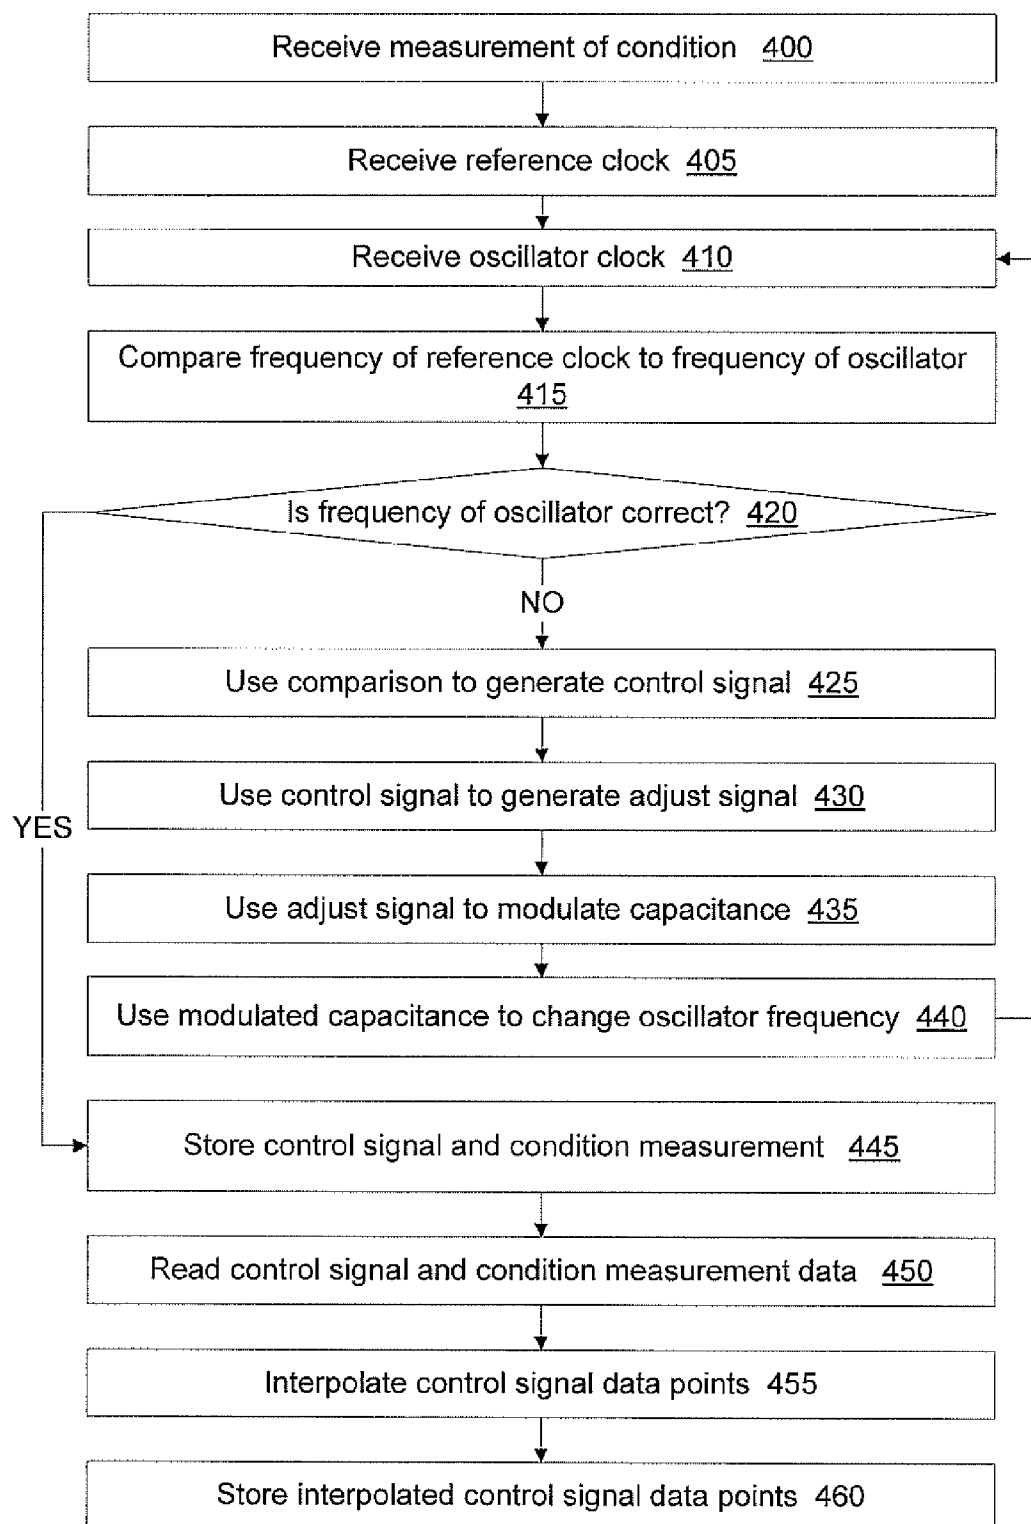 Receive measurement of condition 400
Receive reference clock 405
Receive oscillator clock 410
Compare frequency of reference clock to frequency of oscillator
415
Is frequency of oscillator correct? 420
NO
Use comparison to generate control signal 425
Use control signal to generate adjust signal 430
YES
Use adjust signal to modulate capacitance 435
Use modulated capacitance to change oscillator frequency 440
Store control signal and condition measurement 445
Read control signal and condition measurement data 450
Interpolate control signal data points 455
Store interpolated control signal data points 460